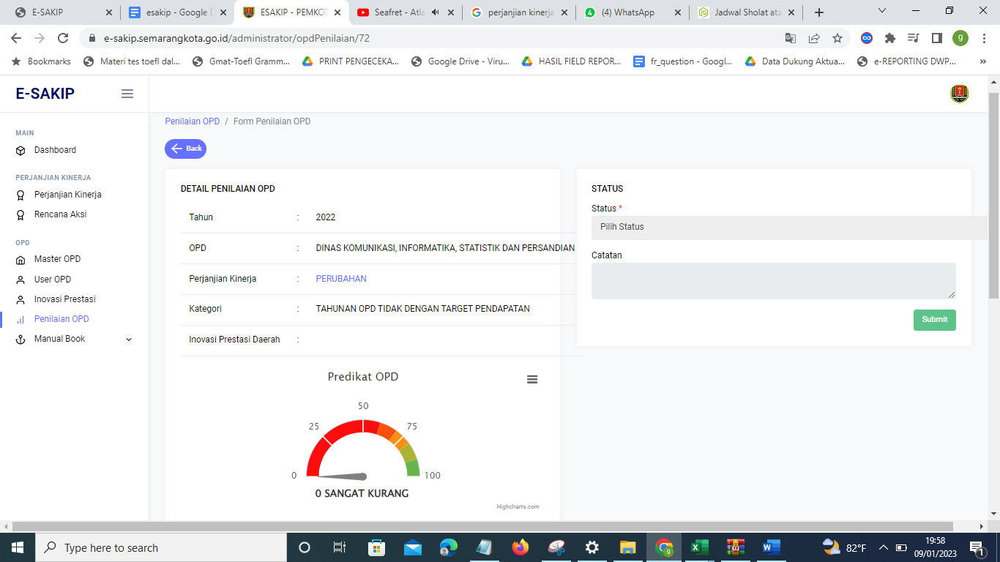 E-SAKIP
esakip - Google D
ESAKIP - PEMKOT
Seafret - Atla
perjanjian kinerja
(4) WhatsApp
Jadwal Sholat ata
e-sakip.semarangkota.go.id/administrator/opdPenilaian/72
g
Bookmarks
Materi tes toefl dal...
Gmat-Toefl Gramm...
PRINT PENGECEKA...
Google Drive - Viru...
HASIL FIELD REPOR...
fr_question - Googl...
Data Dukung Aktua...
e-REPORTING DWP...
»
E-SAKIP
MAIN
Dashboard
PERJANJIAN KINERJA
Perjanjian Kinerja
Rencana Aksi
OPD
Master OPD
User OPD
Inovasi Prestasi
Penilaian OPD
Manual Book
Penilaian OPD / Form Penilaian OPD
Back
DETAIL PENILAIAN OPD
Tahun : 2022
OPD : DINAS KOMUNIKASI, INFORMATIKA, STATISTIK DAN PERSANDIAN
Perjanjian Kinerja : PERUBAHAN
Kategori : TAHUNAN OPD TIDAK DENGAN TARGET PENDAPATAN
Inovasi Prestasi Daerah :
Predikat OPD
0
25
50
75
100
0 SANGAT KURANG
Highcharts.com
STATUS
Status *
Pilih Status
Catatan
Submit
Type here to search
g
82°F
19:58
09/01/2023
1